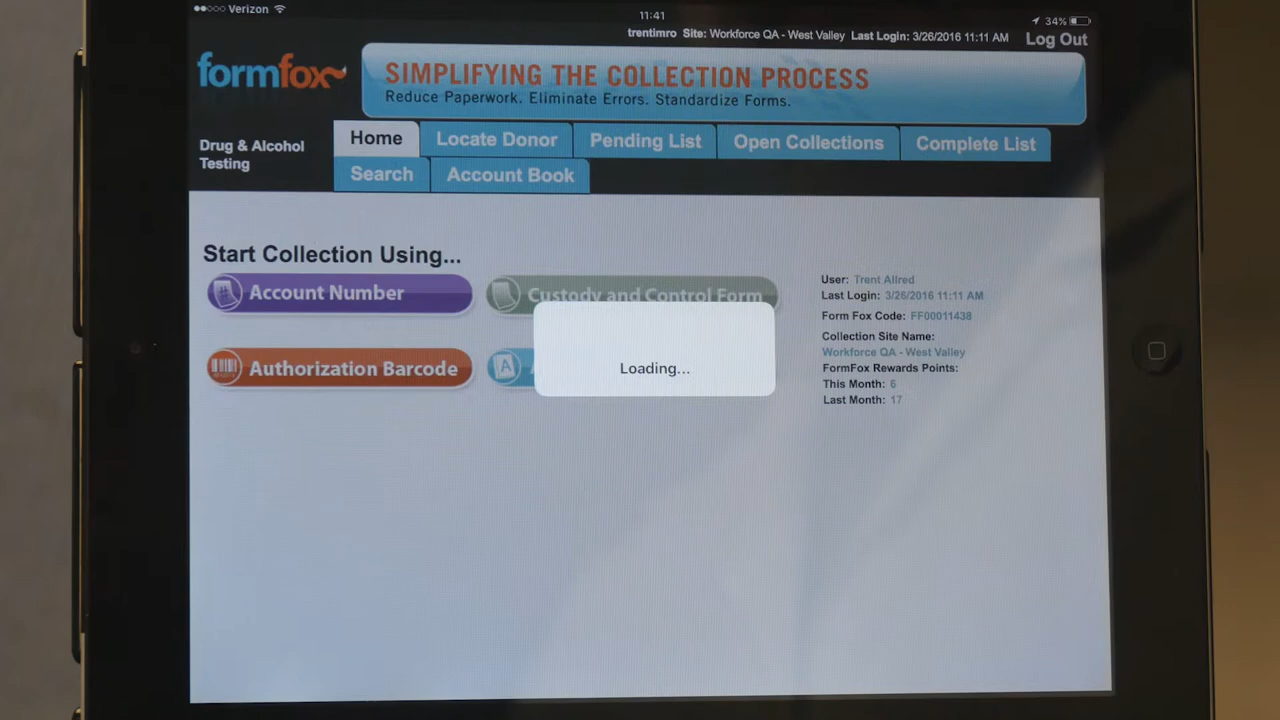 Verizon
11:41
34%
trentimro Site: Workforce QA - West Valley Last Login: 3/26/2016 11:11 AM
Log Out
formfox
SIMPLIFYING THE COLLECTION PROCESS
Reduce Paperwork. Eliminate Errors. Standardize Forms.
Drug & Alcohol
Testing
Home
Locate Donor
Pending List
Open Collections
Complete List
Search
Account Book
Start Collection Using...
Account Number
Custody and Control Form
Authorization Barcode
A
Loading...
User: Trent Allred
Last Login: 3/26/2016 11:11 AM
Form Fox Code: FF00011438
Collection Site Name:
Workforce QA - West Valley
FormFox Rewards Points:
This Month: 6
Last Month: 17